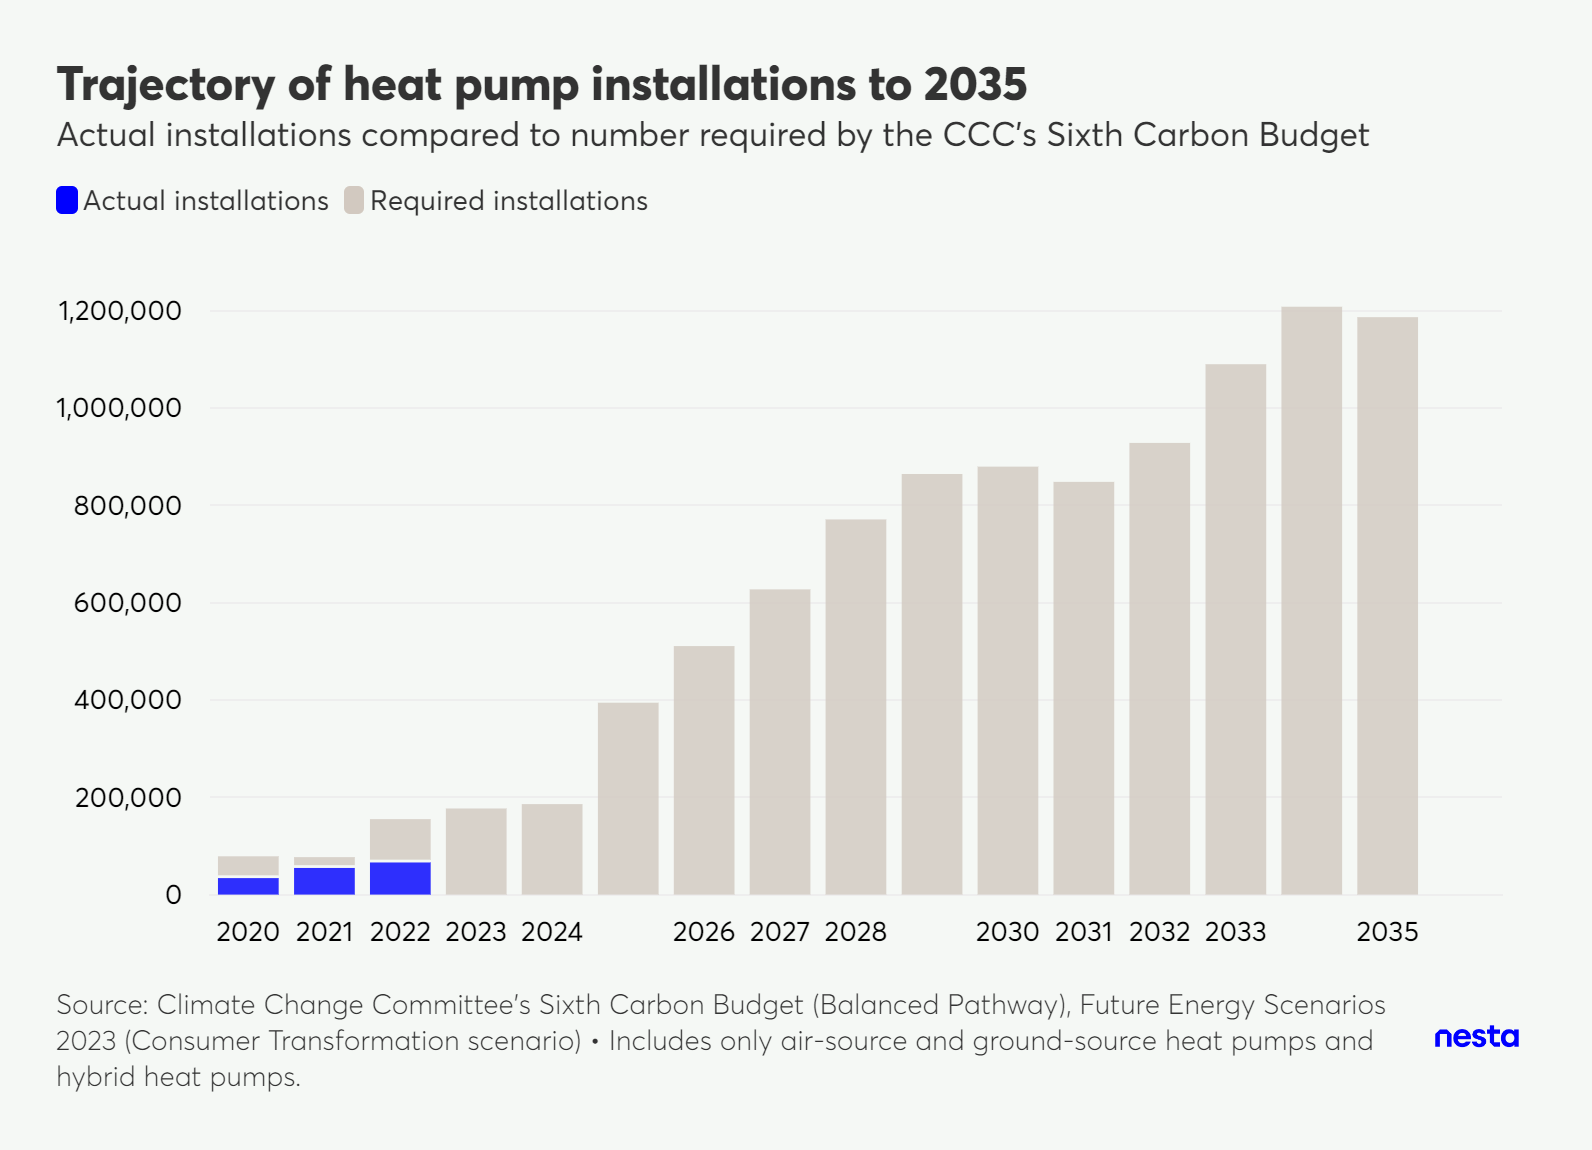 Trajectory of heat pump installations to 2035
Actual installations compared to number required by the CCC's Sixth Carbon Budget
Actual installations Required installations
1,200,000
1,000,000
800,000
600,000
400,000
200,000
0
2020 2021 2022 2023 2024 2026 2027 2028 2030 2031 2032 2033 2035
Source: Climate Change Committee's Sixth Carbon Budget (Balanced Pathway), Future Energy Scenarios
2023 (Consumer Transformation scenario) • Includes only air-source and ground-source heat pumps and
hybrid heat pumps.
nesta